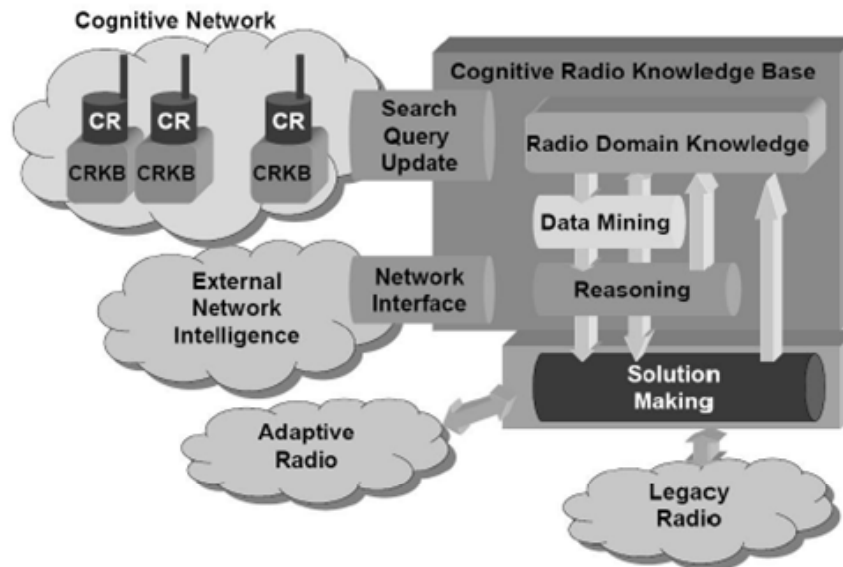 Cognitive Network
CR
CR
CR
CRKB
CRKB
CRKB
Search
Query
Update
Cognitive Radio Knowledge Base
Radio Domain Knowledge
Data Mining
Reasoning
External
Network
Intelligence
Network
Interface
Solution
Making
Adaptive
Radio
Legacy
Radio